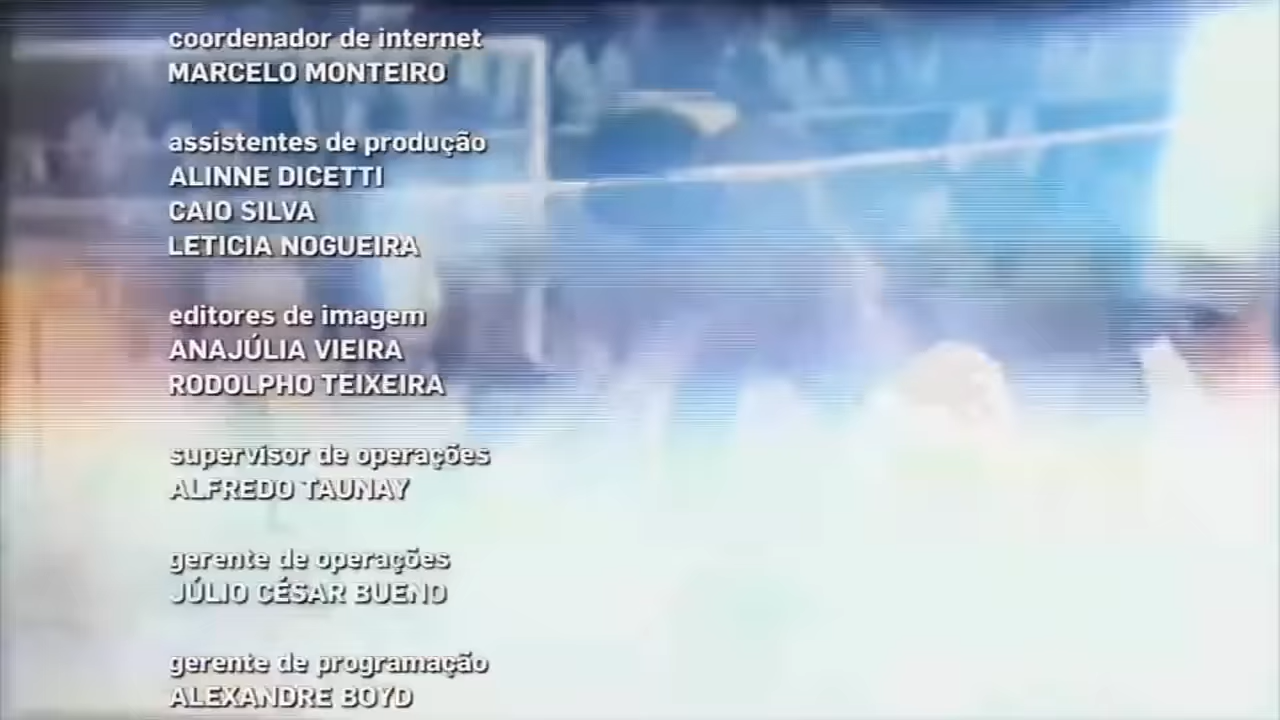 coordenador de internet
MARCELO MONTEIRO
assistentes de produção
ALINNE DICETTI
CAIO SILVA
LETICIA NOGUEIRA
editores de imagem
ANAJÚLIA VIEIRA
RODOLPHO TEIXEIRA
supervisor de operações
ALFREDO TAUNAY
gerente de operações
JÚLIO CÉSAR BUENO
gerente de programação
ALEXANDRE BOYD